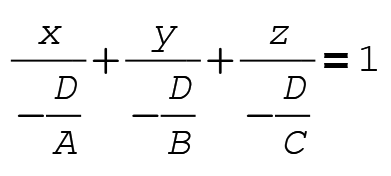 x/(-D/A) + y/(-D/B) + z/(-D/C) = 1